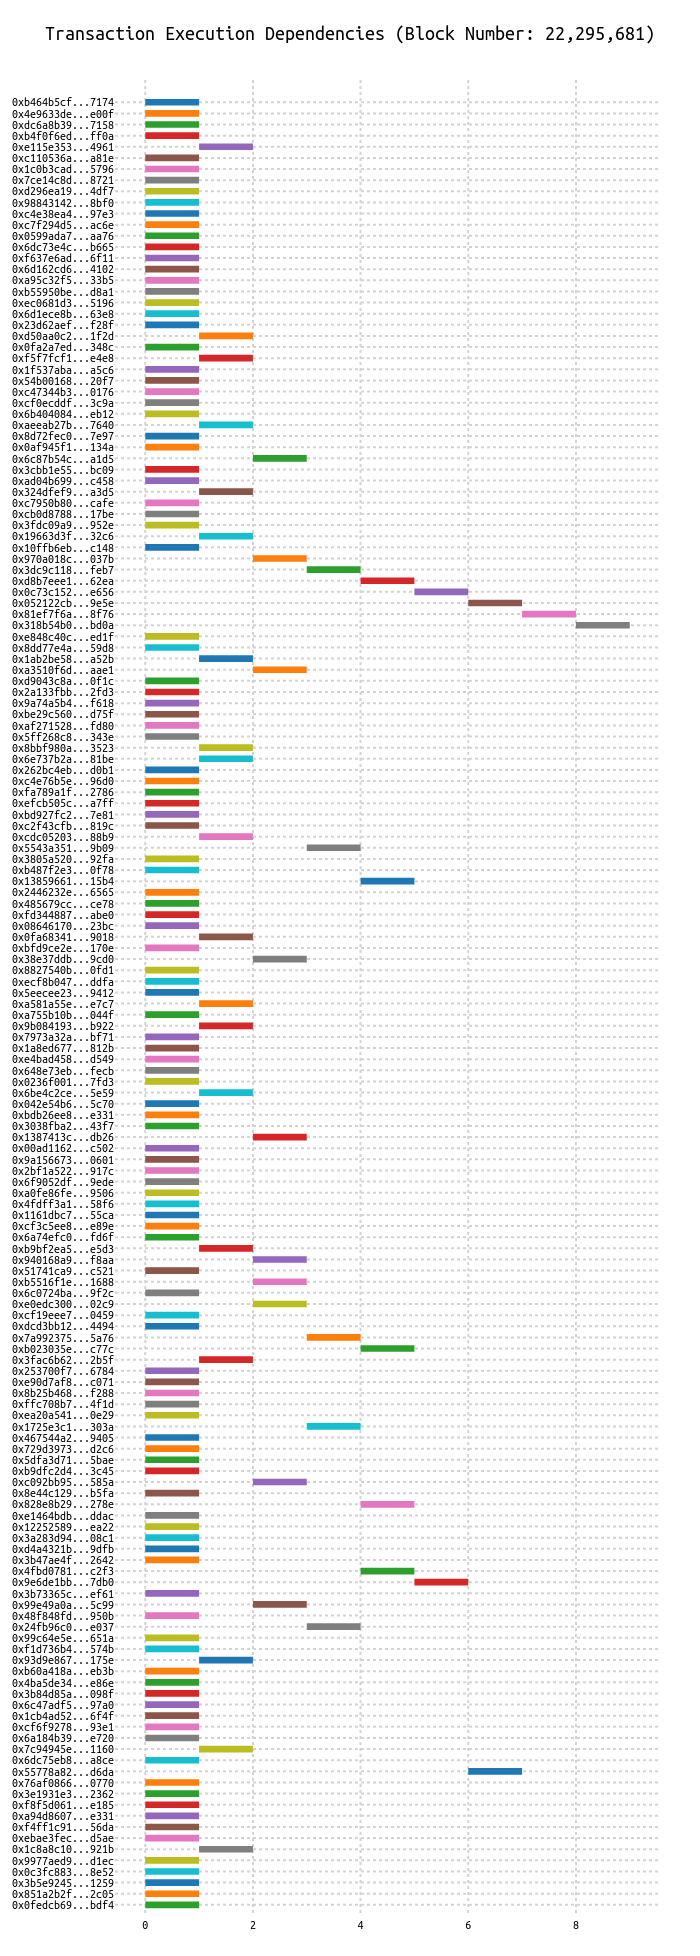 Transaction Execution Dependencies (Block Number: 22,295,681)
0xb464b5cf...7174
0x4e9633de...e00f
0xdc6a8b39...7158
0xb4f0f6ed...ff0a
0xe115e353...4961
0xc110536a...a81e
0x1c0b3cad...5796
0x7ce14c8d...8721
0xd296ea19...4df7
0x98843142...8bf0
0xc4e38ea4...97e3
0xc7f294d5...ac6e
0x0599ada7...aa76
0x6dc73e4c...b665
0xf637e6ad...6f11
0x6d162cd6...4102
0xa95c32f5...33b5
0xb55950be...d8a1
0xec0681d3...5196
0x6d1ece8b...63e8
0x23d62aef...f28f
0xd50aa0c2...1f2d
0x0fa2a7ed...348c
0xf5f7fcf1...e4e8
0x1f537aba...a5c6
0x54b00168...20f7
0xc47344b3...0176
0xcf0ecddf...3c9a
0x6b404084...eb12
0xaeeab27b...7640
0x8d72fec0...7e97
0x0af945f1...134a
0x6c87b54c...a1d5
0x3cbb1e55...bc09
0xad04b699...c458
0x324dfef9...a3d5
0xc7950b80...cafe
0xcb0d8788...17be
0x3fdc09a9...952e
0x19663d3f...32c6
0x10ffb6eb...c148
0x970a018c...037b
0x3dc9c118...feb7
0xd8b7eee1...62ea
0x0c73c152...e656
0x052122cb...9e5e
0x81ef7f6a...8f76
0x318b54b0...bd0a
0xe848c40c...ed1f
0x8dd77e4a...59d8
0x1ab2be58...a52b
0xa3510f6d...aae1
0xd9043c8a...0f1c
0x2a133fbb...2fd3
0x9a74a5b4...f618
0xbe29c560...d75f
0xaf271528...fd80
0x5ff268c8...343e
0x8bbf980a...3523
0x6e737b2a...81be
0x262bc4eb...d0b1
0xc4e76b5e...96d0
0xfa789a1f...2786
0xefcb505c...a7ff
0xbd927fc2...7e81
0xc2f43cfb...819c
0xcdc05203...88b9
0x5543a351...9b09
0x3805a520...92fa
0xb487f2e3...0f78
0x13859661...15b4
0x2446232e...6565
0x485679cc...ce78
0xfd344887...abe0
0x08646170...23bc
0x0fa68341...9018
0xbfd9ce2e...170e
0x38e37ddb...9cd0
0x8827540b...0fd1
0xecf8b047...ddfa
0x5eecee23...9412
0xa581a55e...e7c7
0xa755b10b...044f
0x9b084193...b922
0x7973a32a...bf71
0x1a8ed677...812b
0xe4bad458...d549
0x648e73eb...fecb
0x0236f001...7fd3
0x6be4c2ce...5e59
0x042e54b6...5c70
0xbdb26ee8...e331
0x3038fba2...43f7
0x1387413c...db26
0x00ad1162...c502
0x9a156673...0601
0x2bf1a522...917c
0x6f9052df...9ede
0xa0fe86fe...9506
0x4fdff3a1...58f6
0x1161dbc7...55ca
0xcf3c5ee8...e89e
0x6a74efc0...fd6f
0xb9bf2ea5...e5d3
0x940168a9...f8aa
0x51741ca9...c521
0xb5516f1e...1688
0x6c0724ba...9f2c
0xe0edc300...02c9
0xcf19eee7...0459
0xdcd3bb12...4494
0x7a992375...5a76
0xb023035e...c77c
0x3fac6b62...2b5f
0x253700f7...6784
0xe90d7af8...c071
0x8b25b468...f288
0xffc708b7...4f1d
0xea20a541...0e29
0x1725e3c1...303a
0x467544a2...9405
0x729d3973...d2c6
0x5dfa3d71...5bae
0xb9dfc2d4...3c45
0xc092bb95...585a
0x8e44c129...b5fa
0x828e8b29...278e
0xe1464bdb...ddac
0x12252589...ea22
0x3a283d94...08c1
0xd4a4321b...9dfb
0x3b47ae4f...2642
0x4fbd0781...c2f3
0x9e6de1bb...7db0
0x3b73365c...ef61
0x99e49a0a...5c99
0x48f848fd...950b
0x24fb96c0...e037
0x99c64e5e...651a
0xf1d736b4...574b
0x93d9e867...175e
0xb60a418a...eb3b
0x4ba5de34...e86e
0x3b84d85a...098f
0x6c47adf5...97a0
0x1cb4ad52...6f4f
0xcf6f9278...93e1
0x6a184b39...e720
0x7c94945e...1160
0x6dc75eb8...a8ce
0x55778a82...d6da
0x76af0866...0770
0x3e1931e3...2362
0xf8f5d061...e185
0xa94d8607...e331
0xf4ff1c91...56da
0xebae3fec...d5ae
0x1c8a8c10...921b
0x9977aed9...d1ec
0x0c3fc883...8e52
0x3b5e9245...1259
0x851a2b2f...2c05
0x0fedcb69...bdf4
0 2 4 6 8